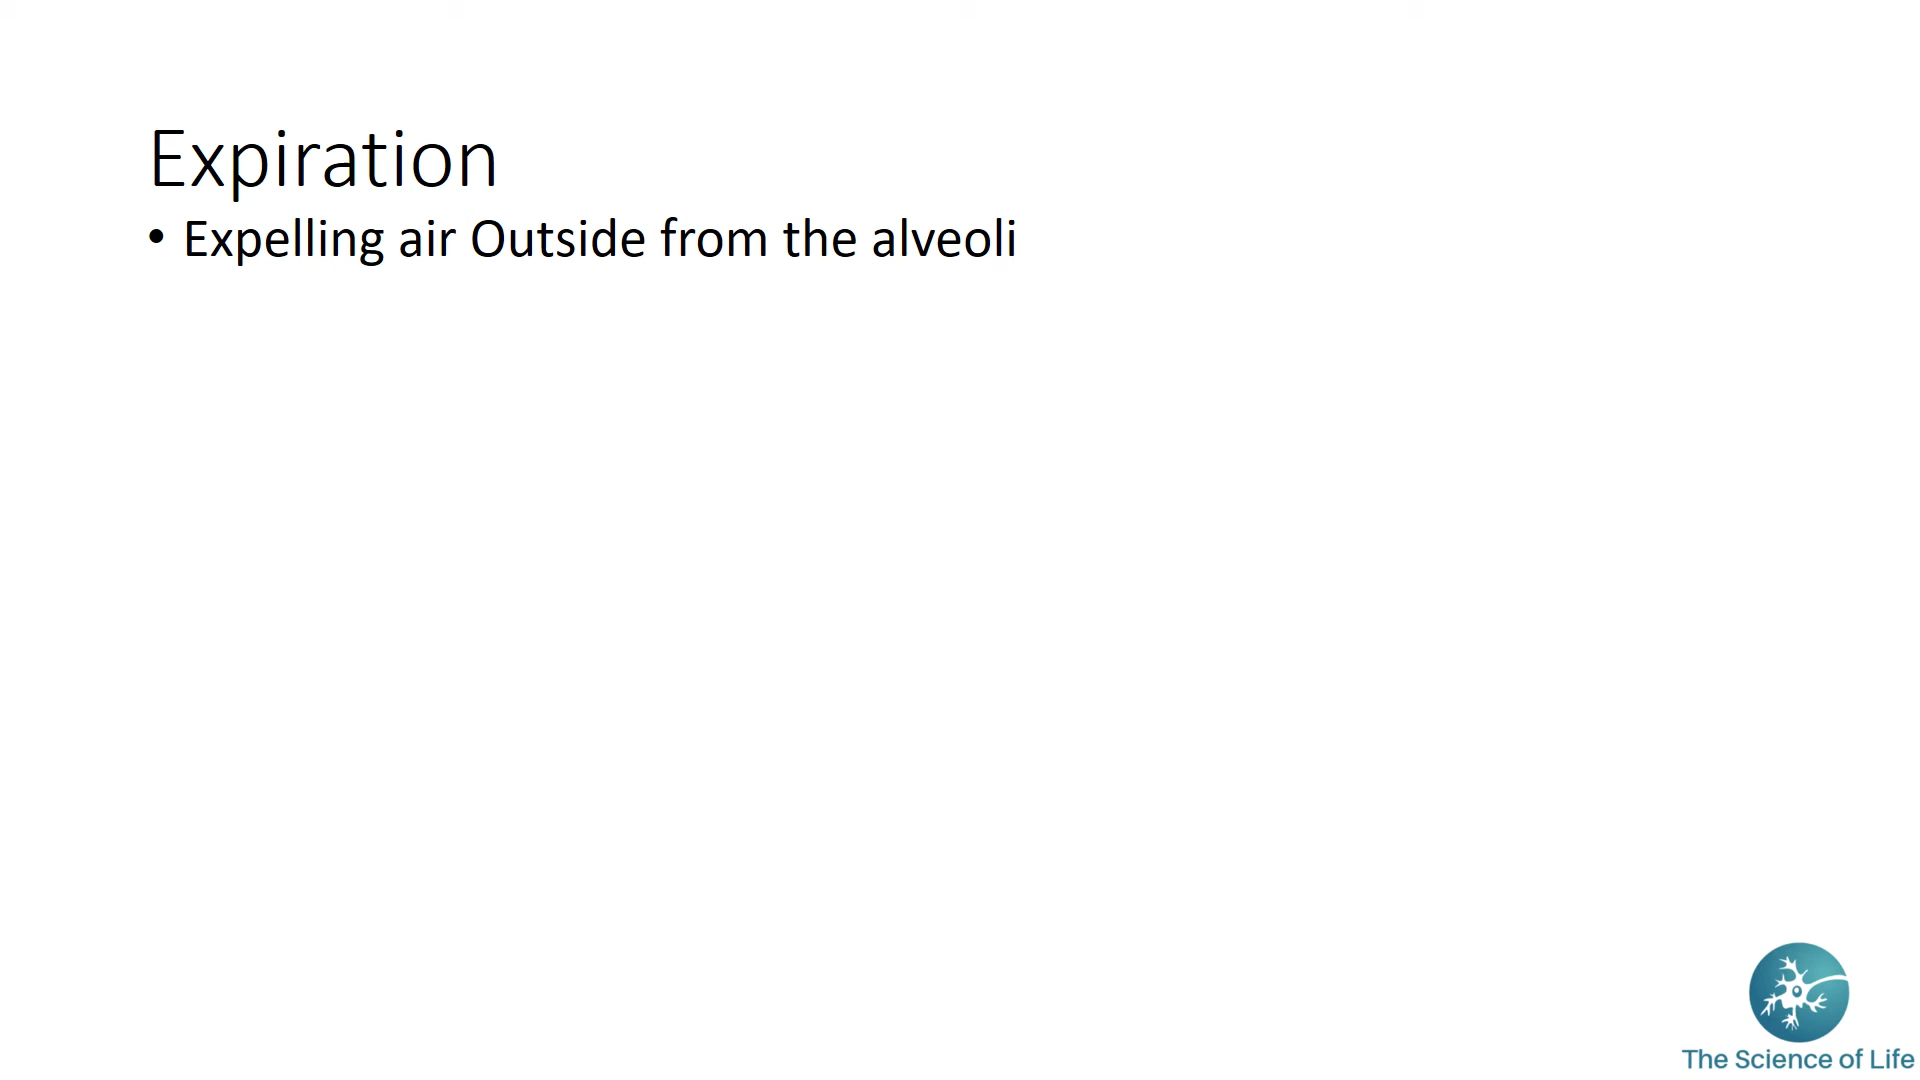 Expiration
• Expelling air Outside from the alveoli
The Science of Life